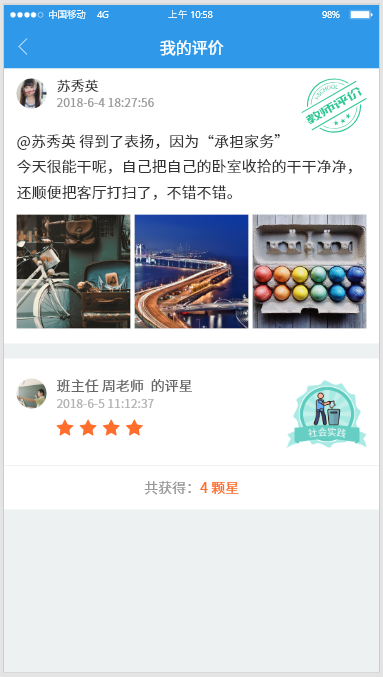 中国移动 4G 上午 10:58 98%
我的评价
苏秀英
2018-6-4 18:27:56
SCHOOL
教师评价
@苏秀英 得到了表扬，因为“承担家务”
今天很能干呢，自己把自己的卧室收拾的干干净净，
还顺便把客厅打扫了，不错不错。
班主任 周老师 的评星
2018-6-5 11:12:37
社会实践
共获得：4 颗星